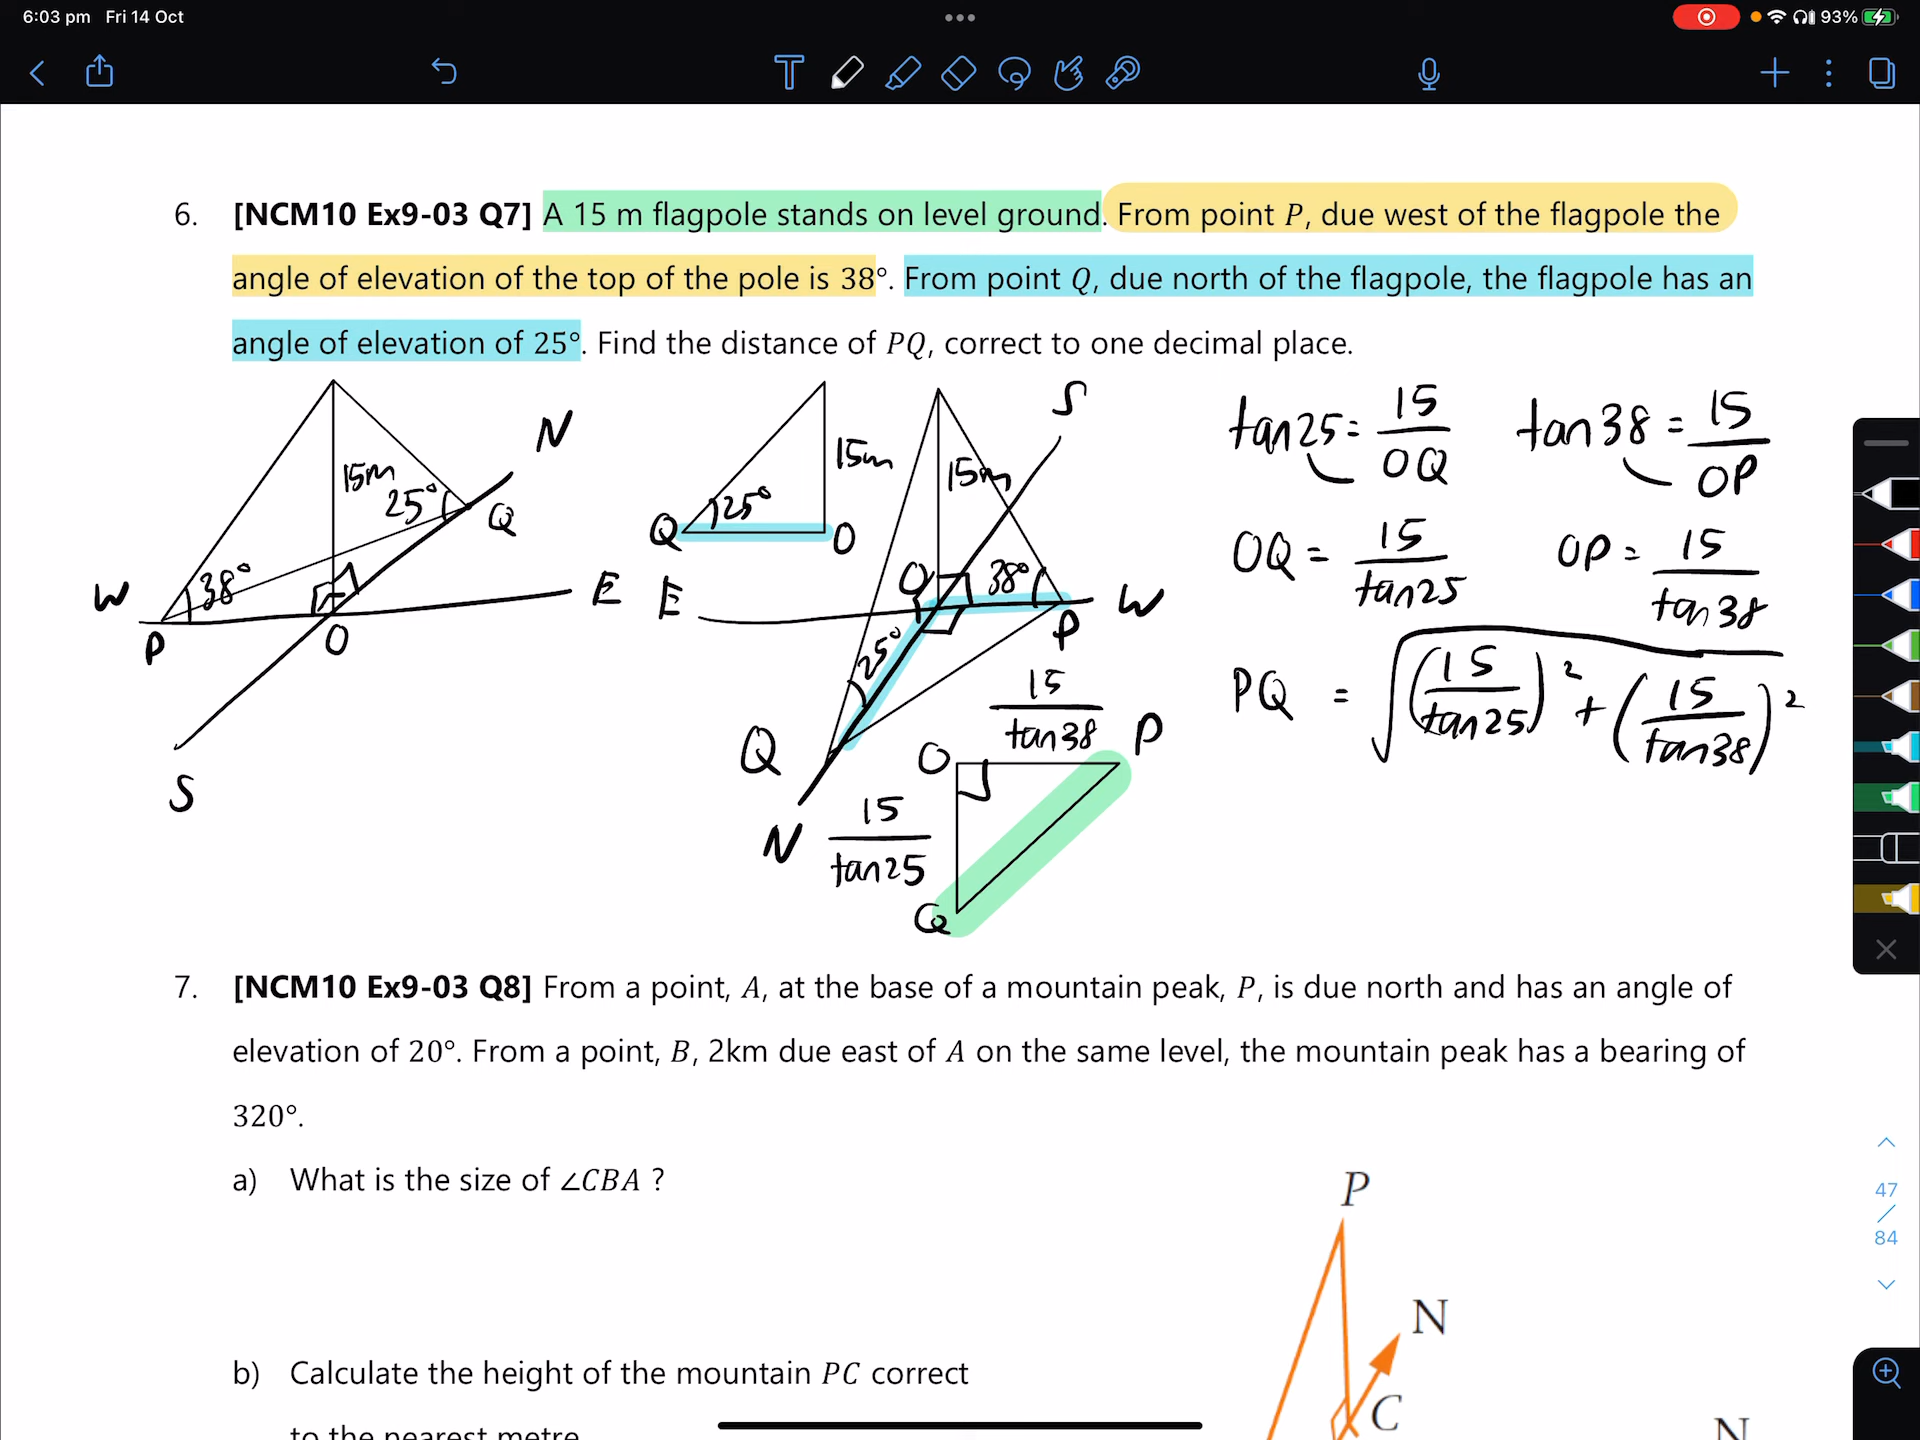 6:03 pm Fri 14 Oct
93%
6. [NCM10 Ex9-03 Q7] A 15 m flagpole stands on level ground. From point P, due west of the flagpole the
angle of elevation of the top of the pole is 38°. From point Q, due north of the flagpole, the flagpole has an
angle of elevation of 25°. Find the distance of PQ, correct to one decimal place.
N
15m
25°
Q
W
38°
E
P
O
S
15m
Q
25°
O
S
15m
O
38°
E
W
P
25°
Q
N
15/tan38
O
P
15/tan25
Q
tan25 = 15/OQ
tan38 = 15/OP
OQ = 15/tan25
OP = 15/tan38
PQ = √((15/tan25)² + (15/tan38)²)
7. [NCM10 Ex9-03 Q8] From a point, A, at the base of a mountain peak, P, is due north and has an angle of
elevation of 20°. From a point, B, 2km due east of A on the same level, the mountain peak has a bearing of
320°.
a) What is the size of ∠CBA ?
P
N
b) Calculate the height of the mountain PC correct
C
to the nearest metre
N
47
/
84